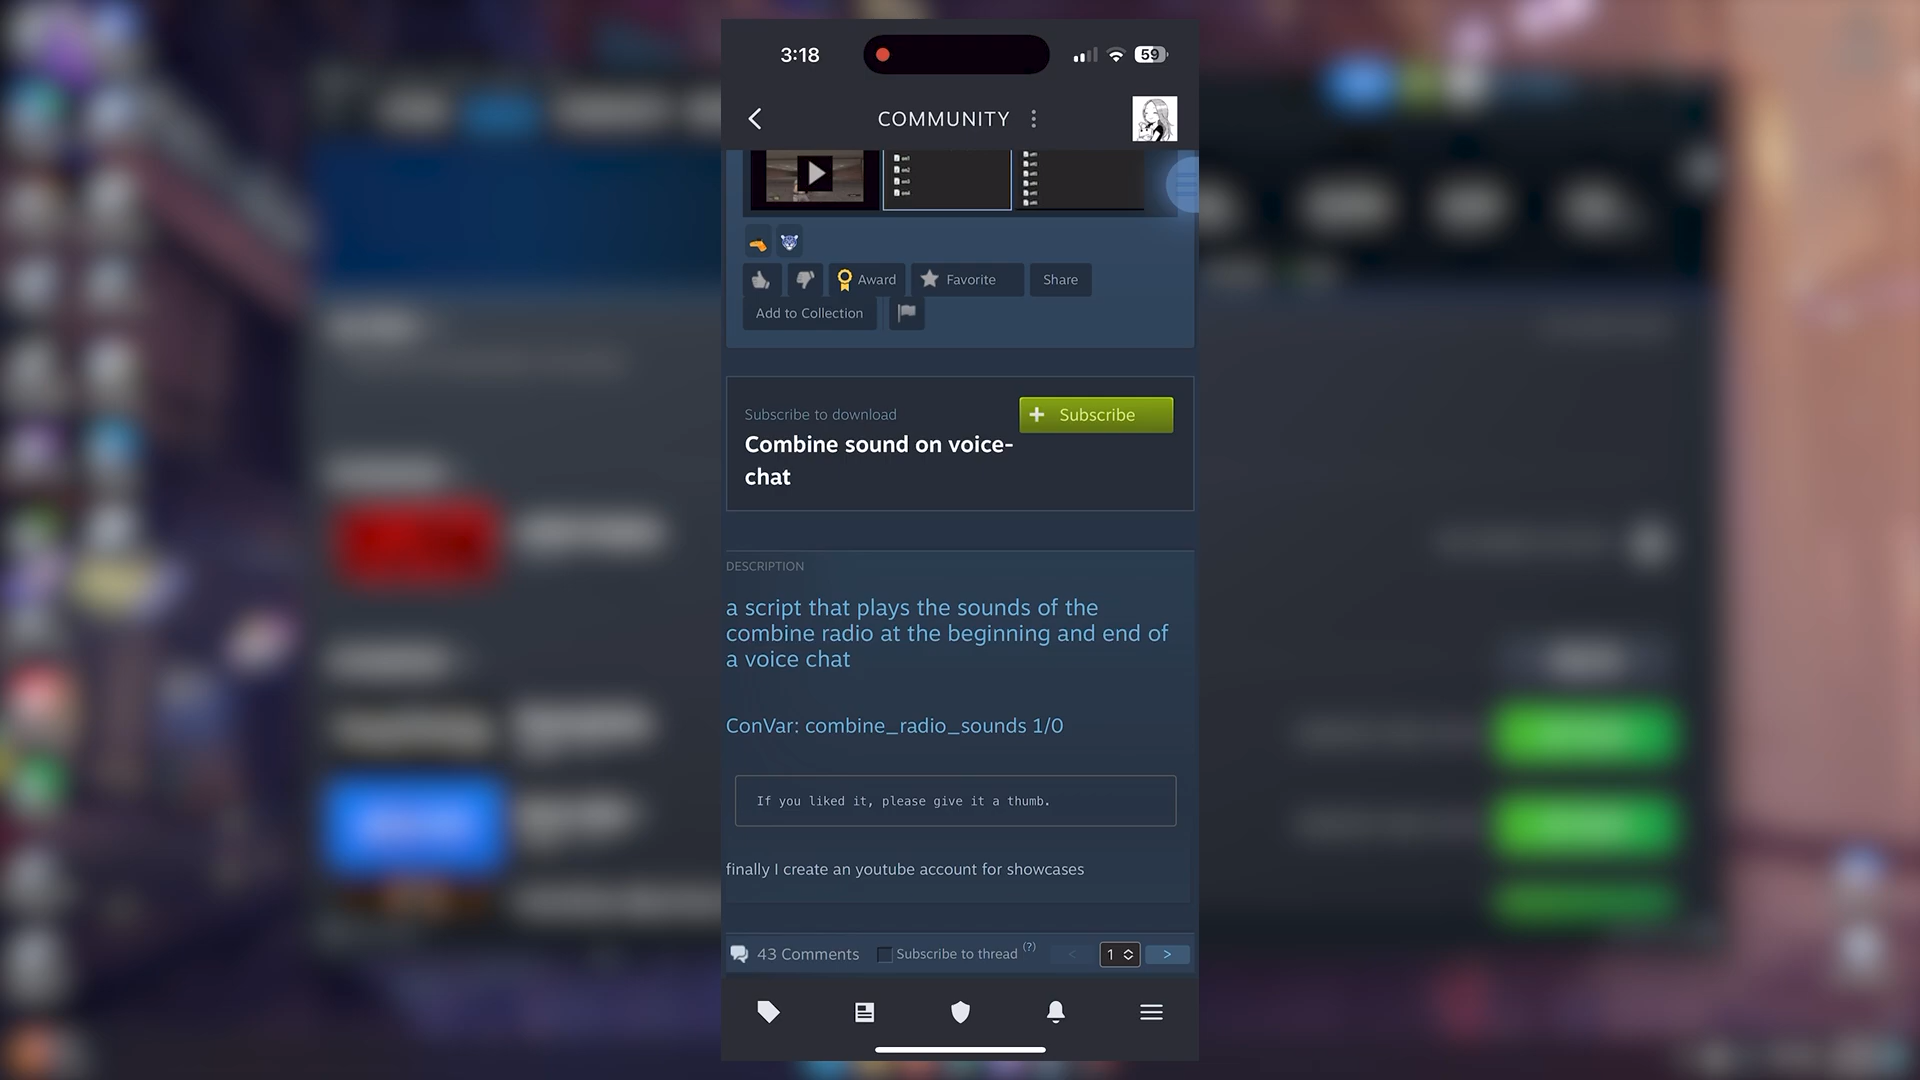 3:18
59
COMMUNITY
Award
Favorite
Share
Add to Collection
Subscribe to download
Subscribe
Combine sound on voice-
chat
DESCRIPTION
a script that plays the sounds of the
combine radio at the beginning and end of
a voice chat
ConVar: combine_radio_sounds 1/0
If you liked it, please give it a thumb.
finally I create an youtube account for showcases
43 Comments
Subscribe to thread (?)
<
1
>